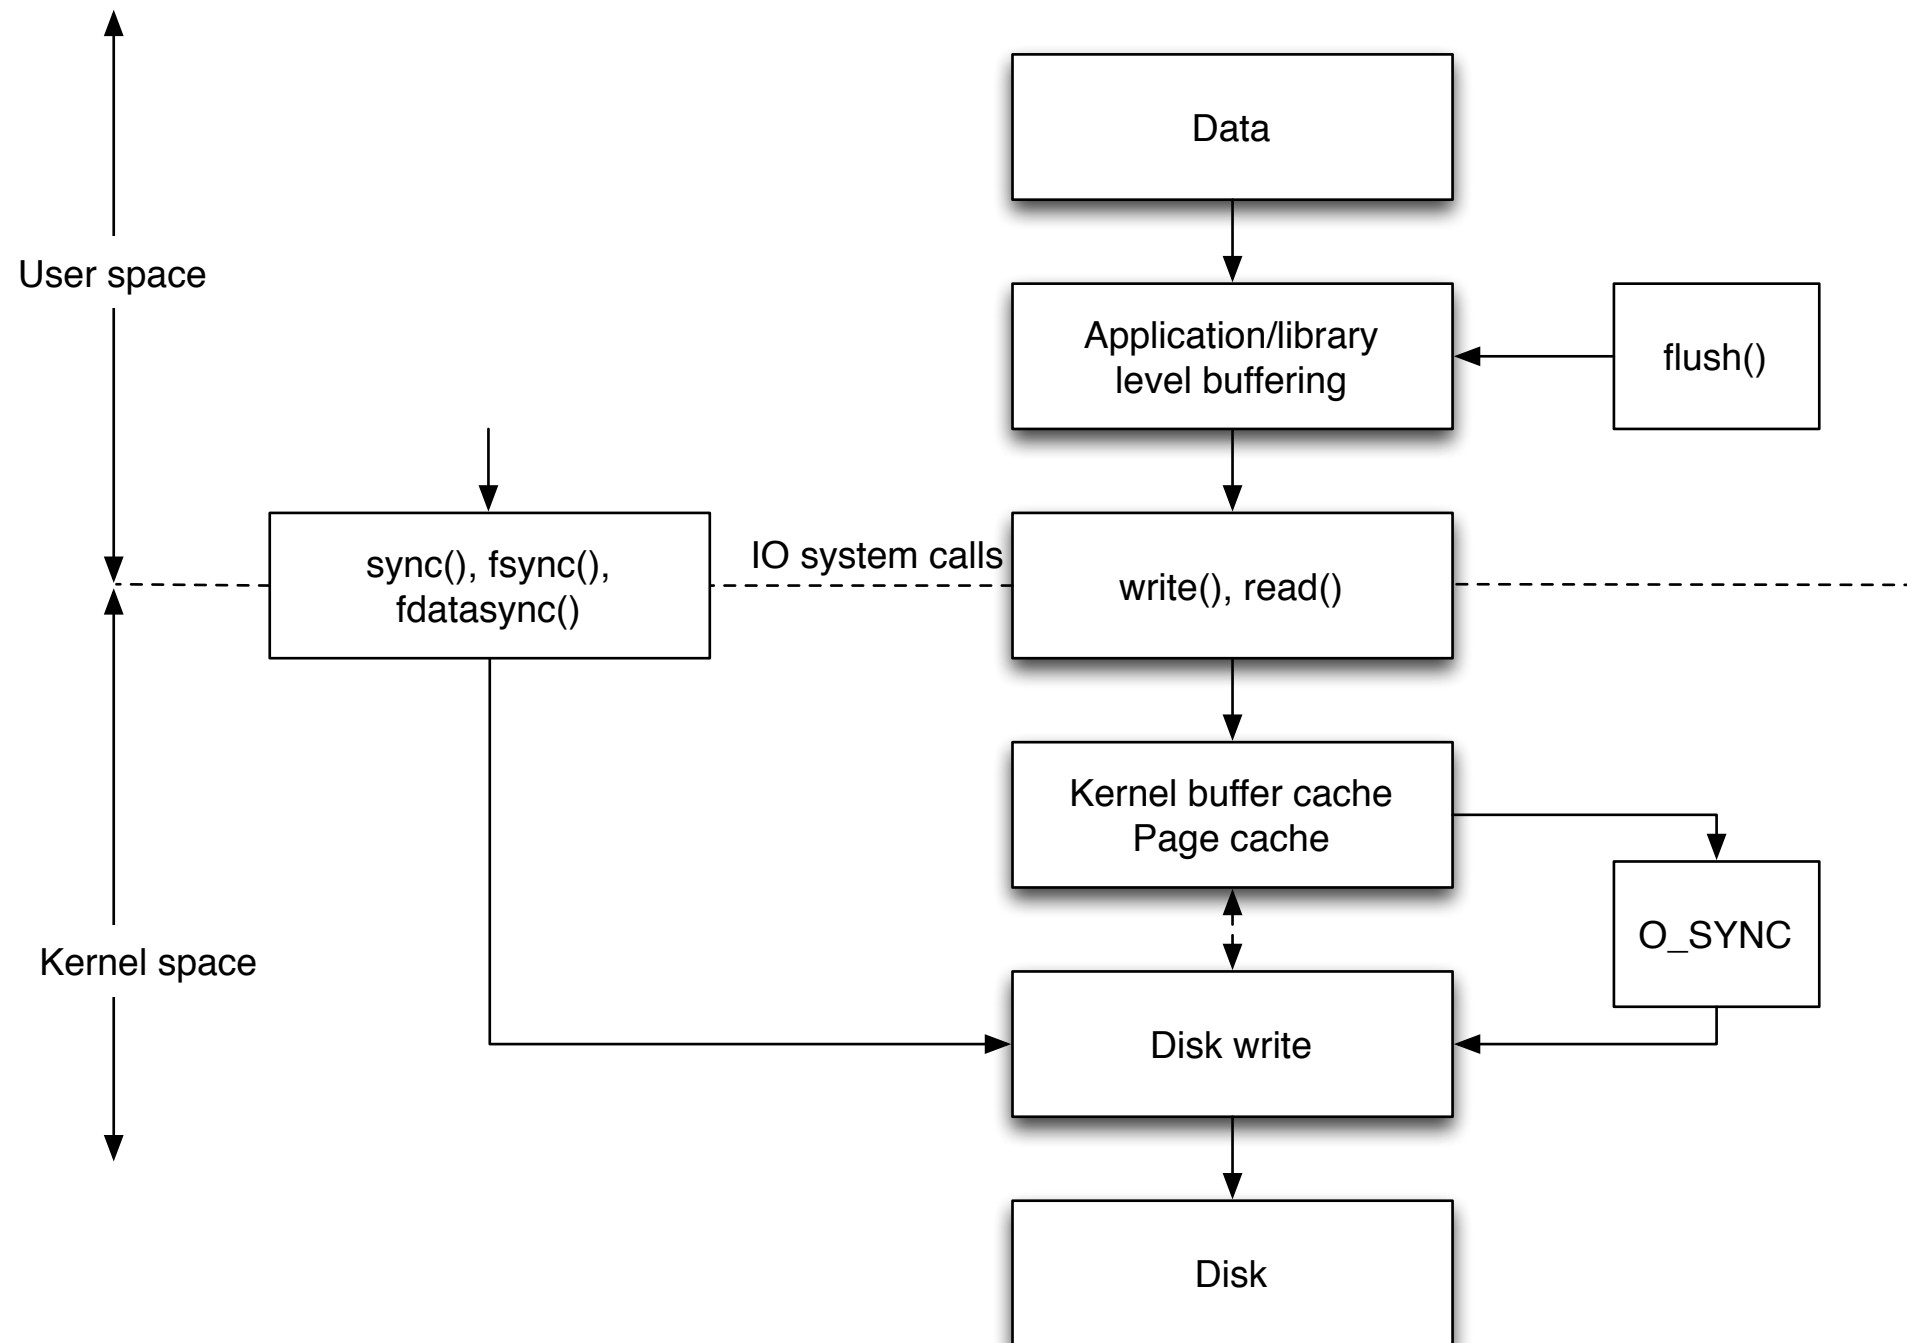 Data
User space
Application/library
level buffering
flush()
sync(), fsync(),
fdatasync()
IO system calls
write(), read()
Kernel buffer cache
Page cache
O_SYNC
Kernel space
Disk write
Disk